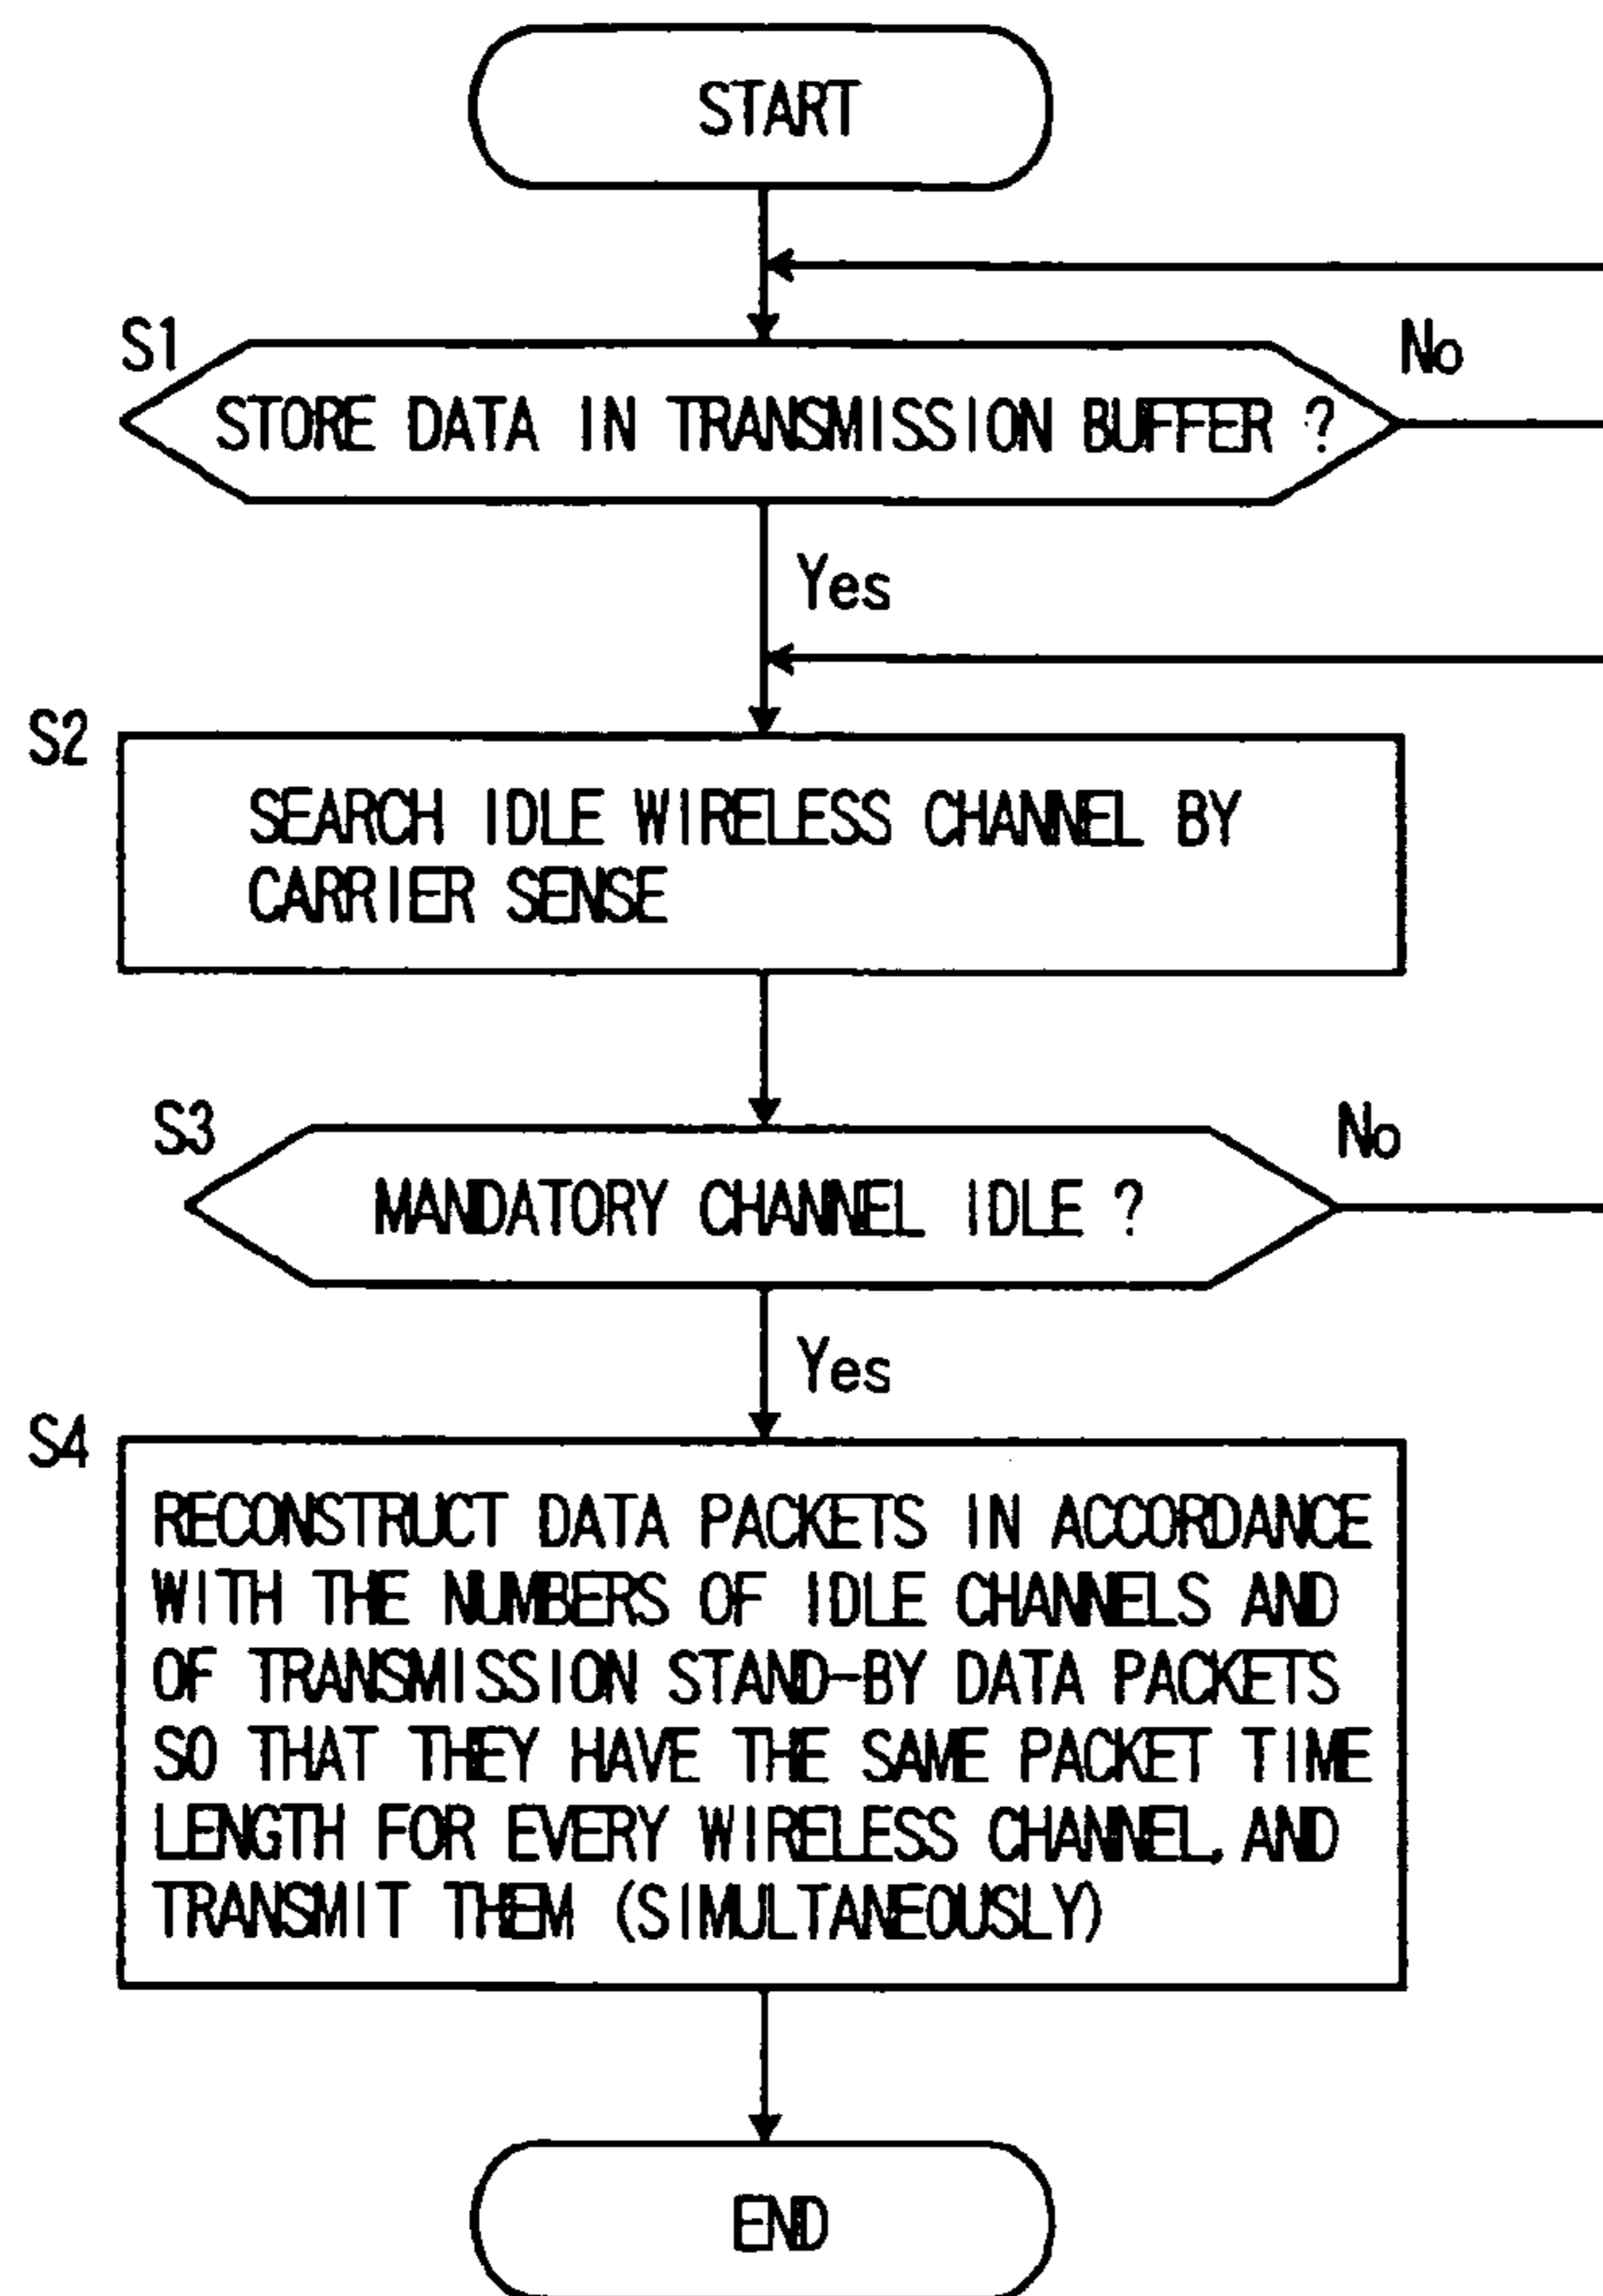 START
S1
STORE DATA IN TRANSMISSION BUFFER ?
No
Yes
S2
SEARCH IDLE WIRELESS CHANNEL BY
CARRIER SENSE
S3
MANDATORY CHANNEL IDLE ?
No
Yes
S4
RECONSTRUCT DATA PACKETS IN ACCORDANCE
WITH THE NUMBERS OF IDLE CHANNELS AND
OF TRANSMISSION STAND-BY DATA PACKETS
SO THAT THEY HAVE THE SAME PACKET TIME
LENGTH FOR EVERY WIRELESS CHANNEL, AND
TRANSMIT THEM (SIMULTANEOUSLY)
END